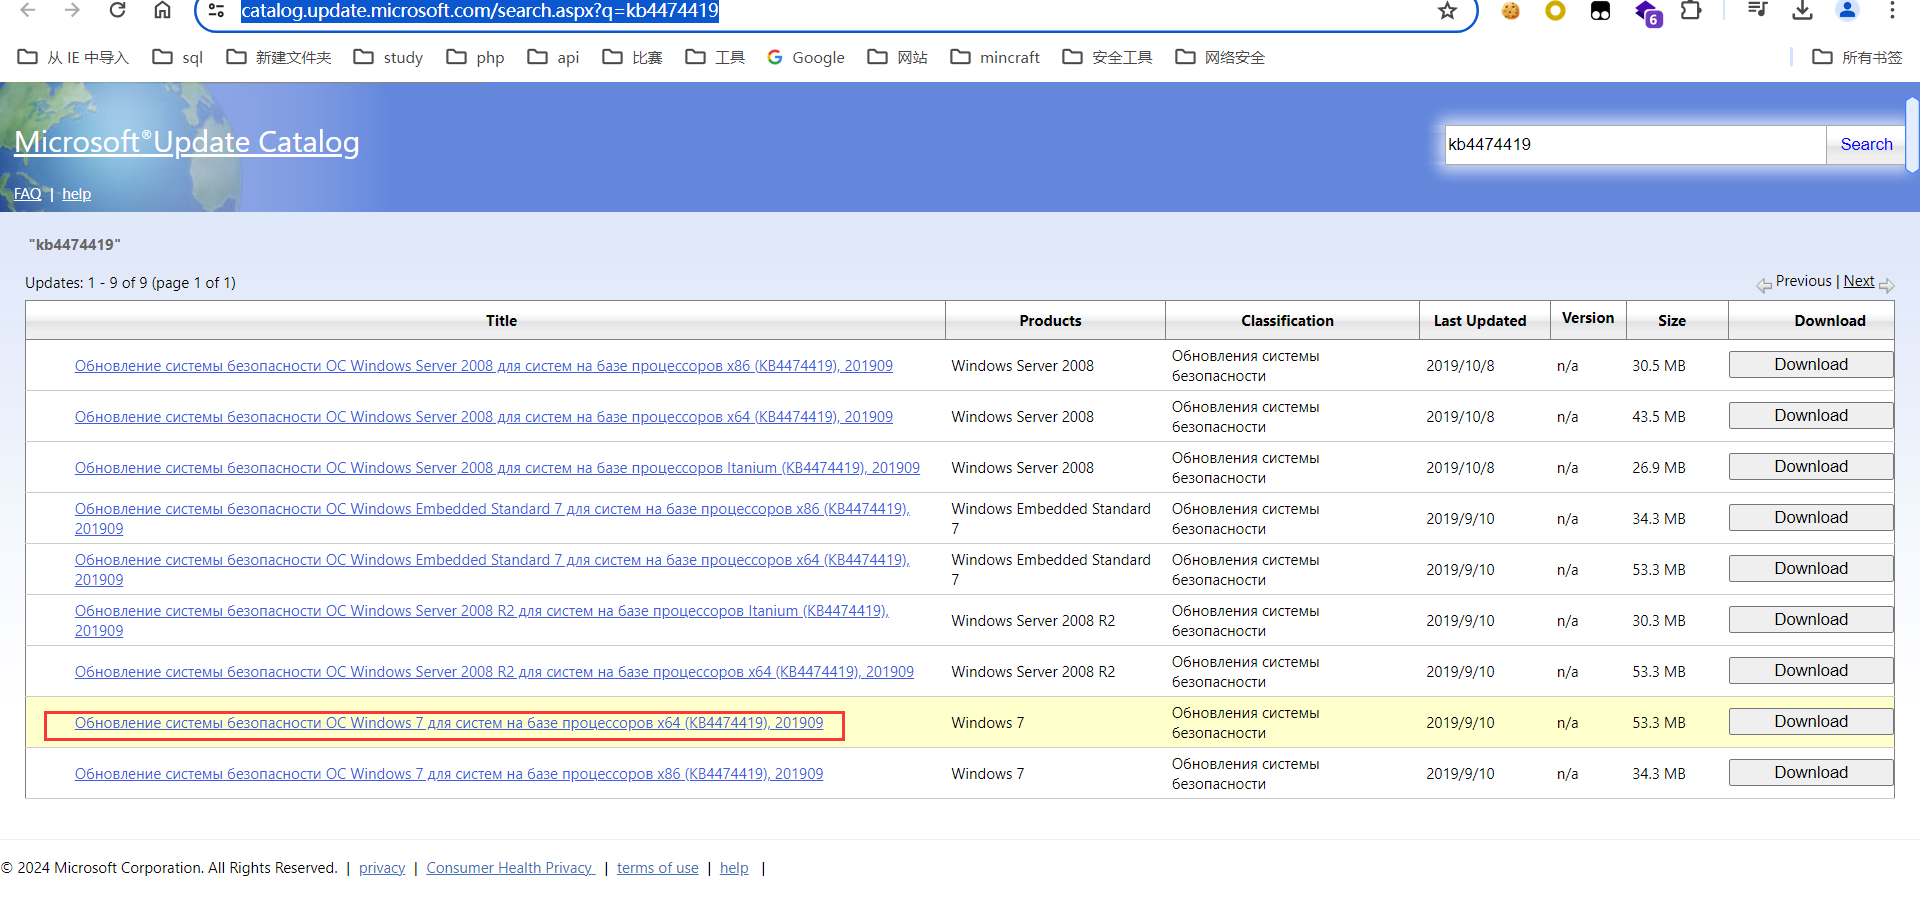 catalog.update.microsoft.com/search.aspx?q=kb4474419
6
从 IE 中导入 sql 新建文件夹 study php api 比赛 工具 Google 网站 mincraft 安全工具 网络安全 所有书签
Microsoft®Update Catalog
kb4474419 Search
FAQ | help
"kb4474419"
Updates: 1 - 9 of 9 (page 1 of 1)
Previous | Next
Title Products Classification Last Updated Version Size Download
Обновление системы безопасности ОС Windows Server 2008 для систем на базе процессоров x86 (KB4474419), 201909 Windows Server 2008 Обновления системы безопасности 2019/10/8 n/a 30.5 MB Download
Обновление системы безопасности ОС Windows Server 2008 для систем на базе процессоров x64 (KB4474419), 201909 Windows Server 2008 Обновления системы безопасности 2019/10/8 n/a 43.5 MB Download
Обновление системы безопасности ОС Windows Server 2008 для систем на базе процессоров Itanium (KB4474419), 201909 Windows Server 2008 Обновления системы безопасности 2019/10/8 n/a 26.9 MB Download
Обновление системы безопасности ОС Windows Embedded Standard 7 для систем на базе процессоров x86 (KB4474419), 201909 Windows Embedded Standard 7 Обновления системы безопасности 2019/9/10 n/a 34.3 MB Download
Обновление системы безопасности ОС Windows Embedded Standard 7 для систем на базе процессоров x64 (KB4474419), 201909 Windows Embedded Standard 7 Обновления системы безопасности 2019/9/10 n/a 53.3 MB Download
Обновление системы безопасности ОС Windows Server 2008 R2 для систем на базе процессоров Itanium (KB4474419), 201909 Windows Server 2008 R2 Обновления системы безопасности 2019/9/10 n/a 30.3 MB Download
Обновление системы безопасности ОС Windows Server 2008 R2 для систем на базе процессоров x64 (KB4474419), 201909 Windows Server 2008 R2 Обновления системы безопасности 2019/9/10 n/a 53.3 MB Download
Обновление системы безопасности ОС Windows 7 для систем на базе процессоров x64 (KB4474419), 201909 Windows 7 Обновления системы безопасности 2019/9/10 n/a 53.3 MB Download
Обновление системы безопасности ОС Windows 7 для систем на базе процессоров x86 (KB4474419), 201909 Windows 7 Обновления системы безопасности 2019/9/10 n/a 34.3 MB Download
© 2024 Microsoft Corporation. All Rights Reserved. | privacy | Consumer Health Privacy | terms of use | help |